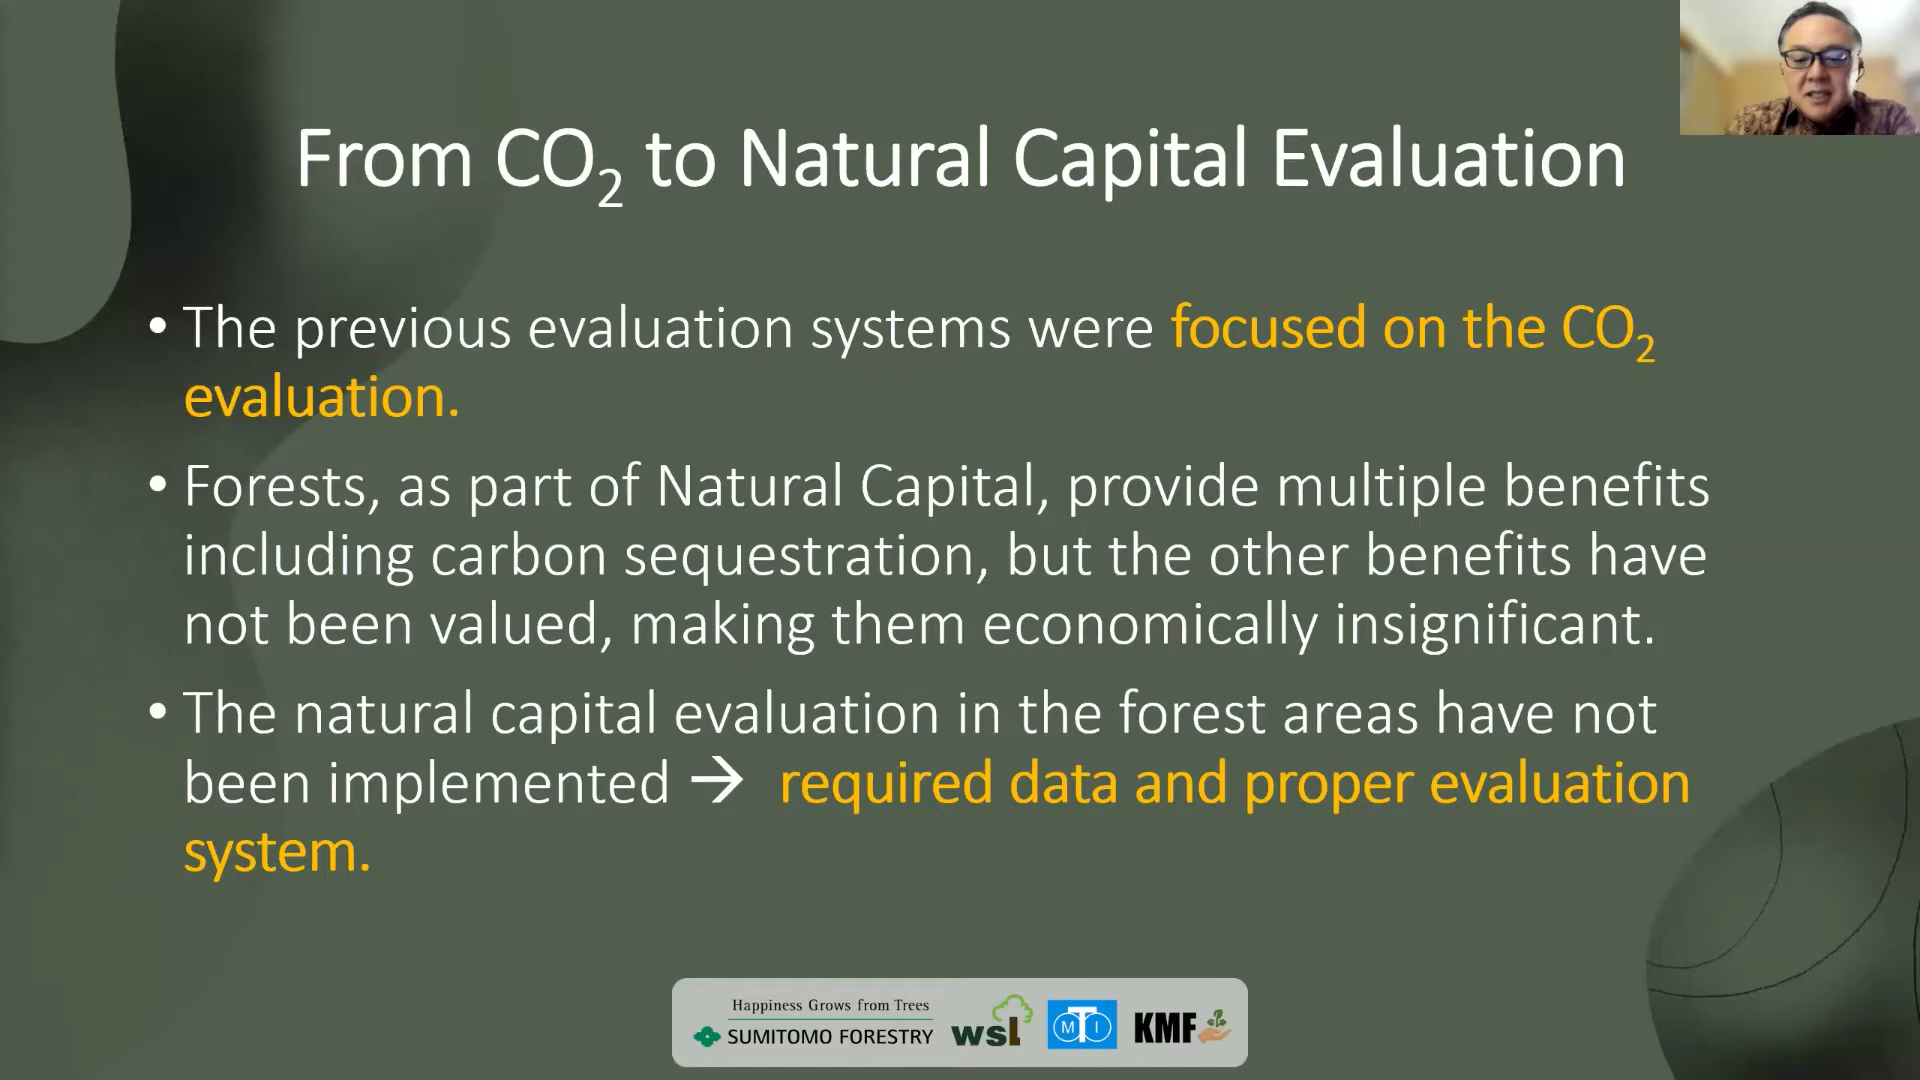 From CO₂ to Natural Capital Evaluation
• The previous evaluation systems were focused on the CO₂
evaluation.
• Forests, as part of Natural Capital, provide multiple benefits
including carbon sequestration, but the other benefits have
not been valued, making them economically insignificant.
• The natural capital evaluation in the forest areas have not
been implemented → required data and proper evaluation
system.
Happiness Grows from Trees
SUMITOMO FORESTRY
wsl
MTI
KMF